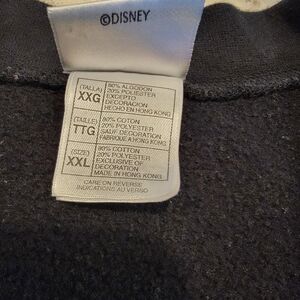 ©DISNEY
(TALLA)
XXG
80% ALGODON
20% POLIESTER
EXCEPTO
DECORACION
HECHO EN HONG KONG
(TAILLE)
TTG
80% COTON
20% POLYESTER
SAUF DECORATION
FABRIQUE A HONG KONG
(SIZE)
XXL
80% COTTON
20% POLYESTER
EXCLUSIVE OF
DECORATION
MADE IN HONG KONG
CARE ON REVERSE
INDICATIONS AU VERSO